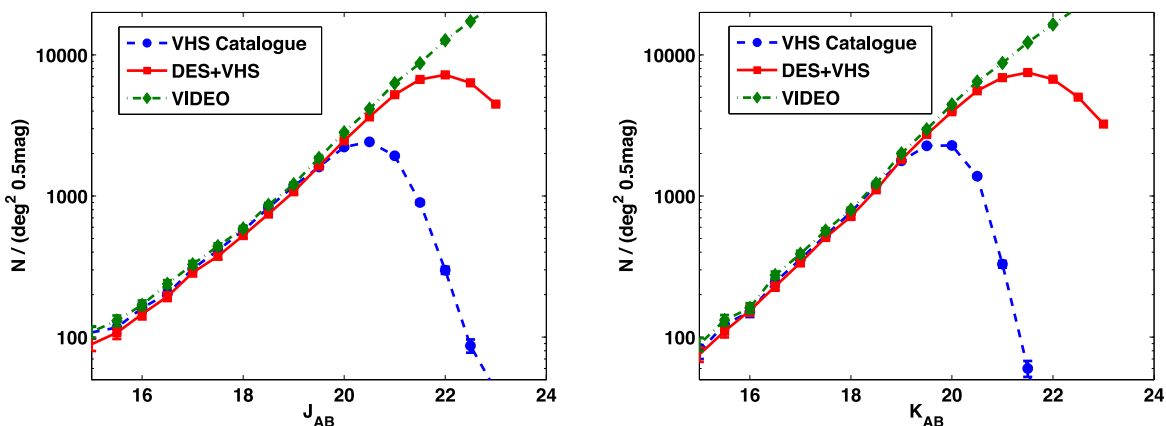 VHS Catalogue
DES+VHS
VIDEO
10000
1000
100
N / (deg² 0.5mag)
16 18 20 22 24
J_AB
VHS Catalogue
DES+VHS
VIDEO
10000
1000
100
N / (deg² 0.5mag)
16 18 20 22 24
K_AB